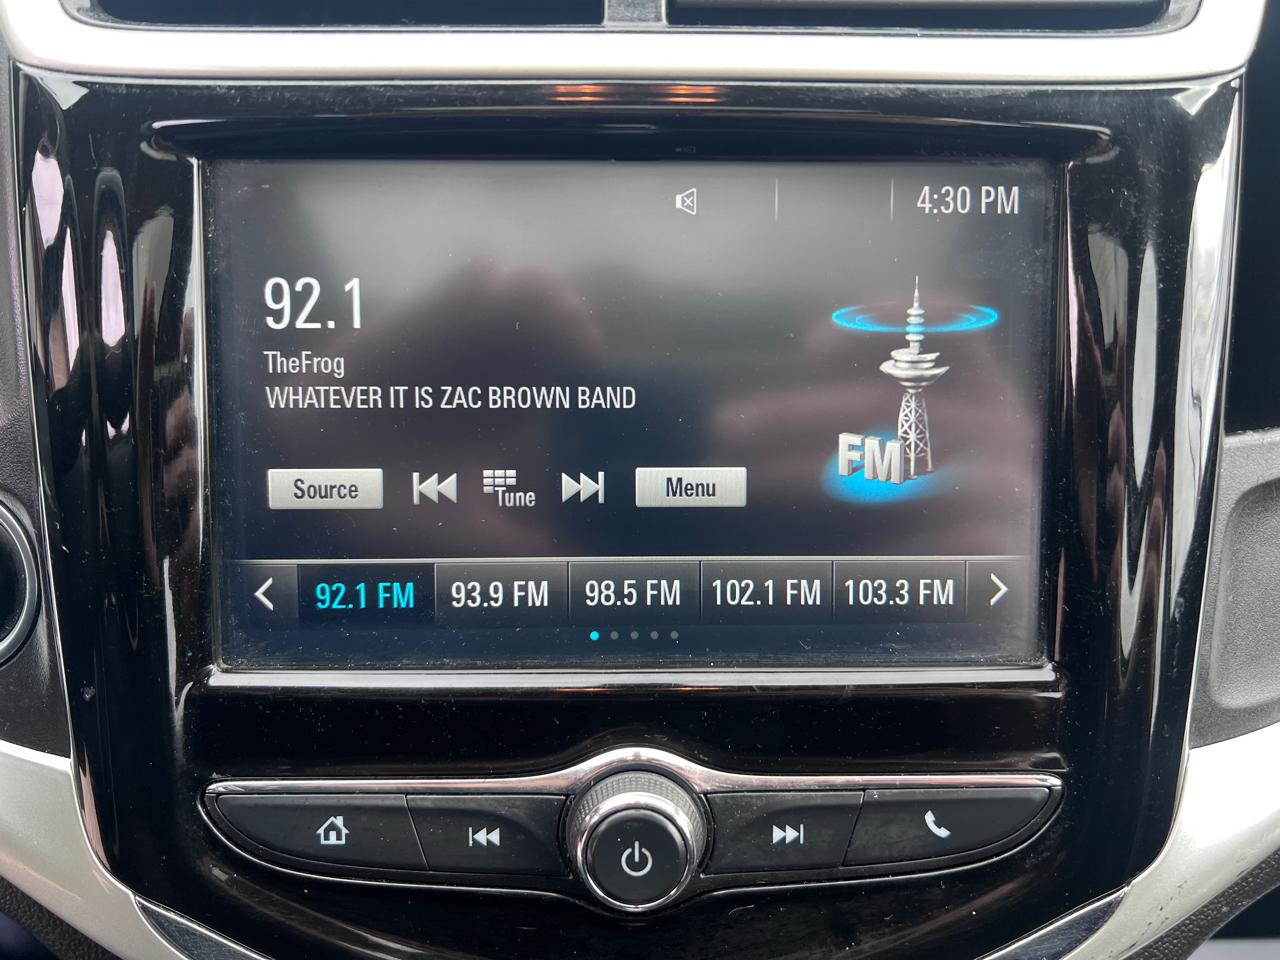 4:30 PM
92.1
TheFrog
WHATEVER IT IS ZAC BROWN BAND
FM
Source
Tune
Menu
92.1 FM
93.9 FM
98.5 FM
102.1 FM
103.3 FM